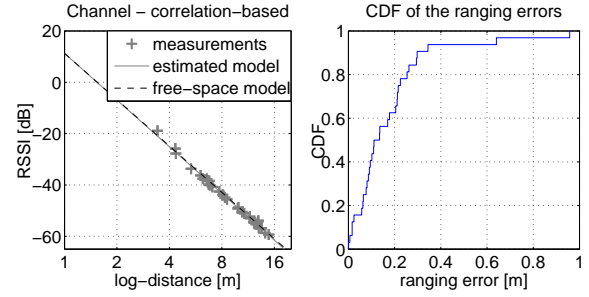 Channel − correlation−based
20
0
−20
−40
−60
RSSI [dB]
measurements
estimated model
free−space model
1
2
4
8
16
log−distance [m]
CDF of the ranging errors
1
0.8
0.6
0.4
0.2
0
CDF
0
0.2
0.4
0.6
0.8
1
ranging error [m]